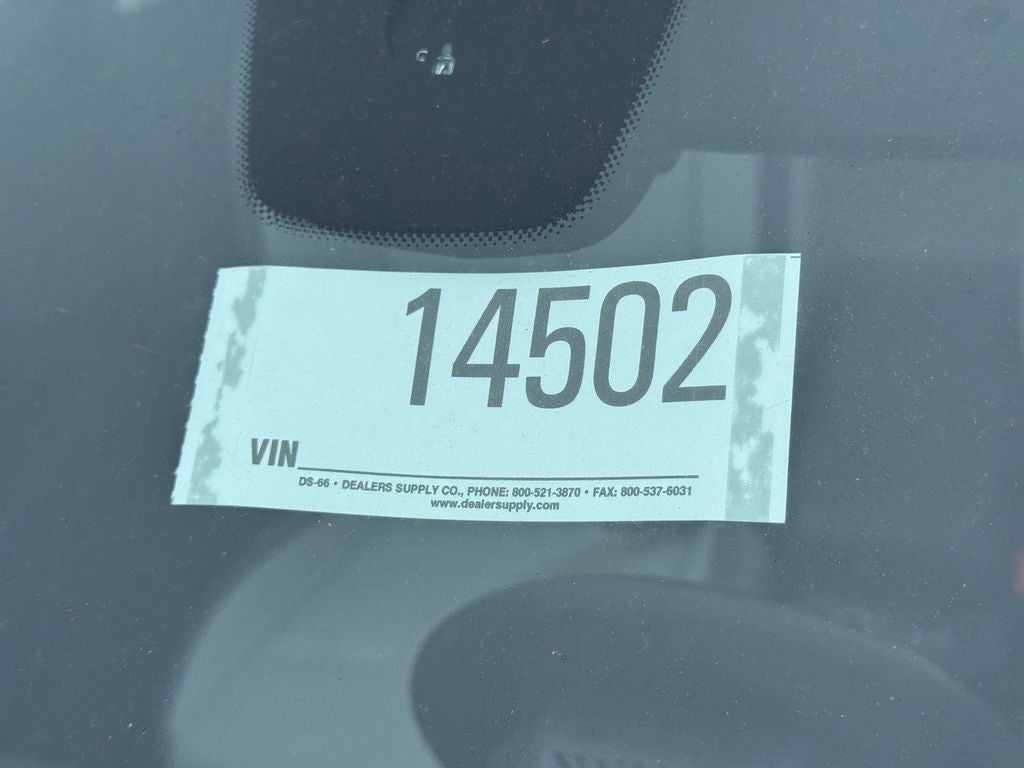 14502
VIN
DS-66 • DEALERS SUPPLY CO., PHONE: 800-521-3870 • FAX: 800-537-6031
www.dealersupply.com